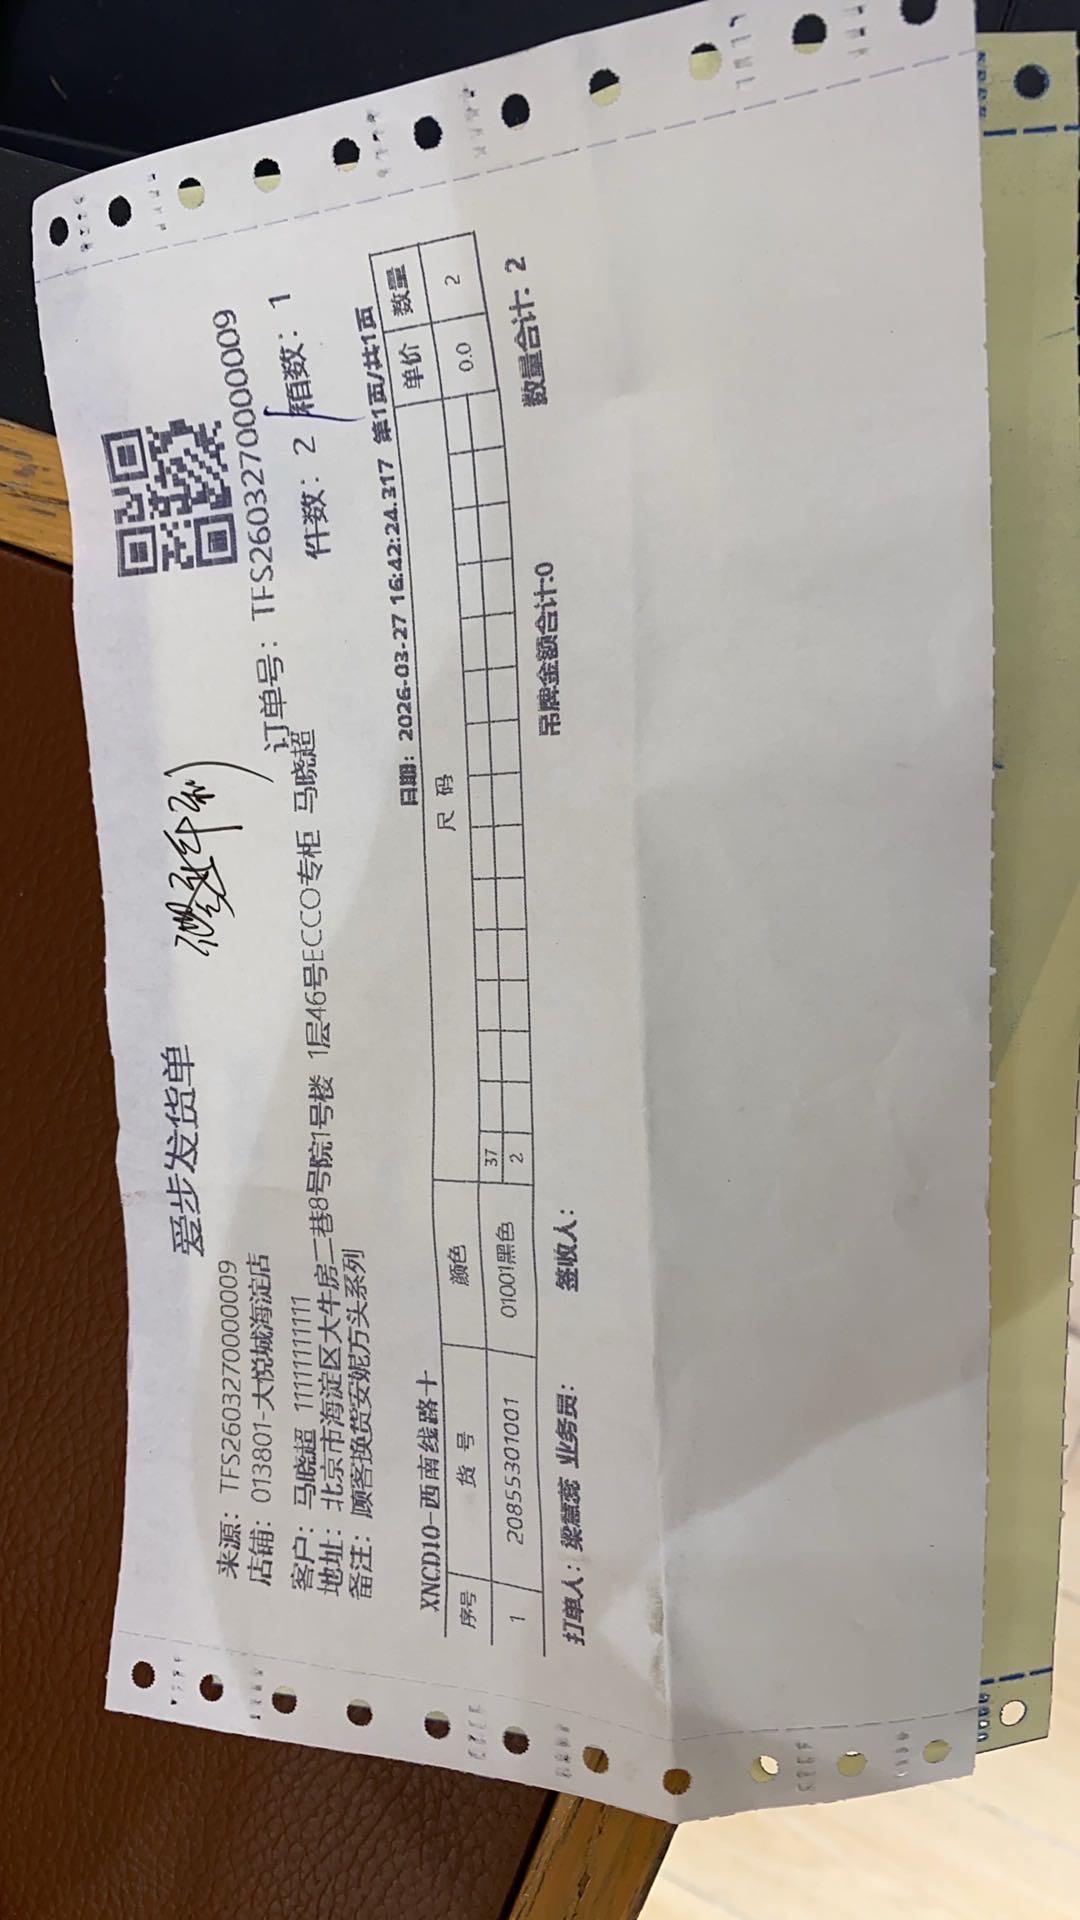 爱步发货单
来源：TFS2603270000009
店铺：013801-大悦城海淀店
订单号：TFS2603270000009
客户：马晓超 11111111111
件数：2 箱数：1
地址：北京市海淀区大牛房二巷8号院1号楼 1层46号ECCO专柜 马晓超
备注：顾客换货安妮方头系列
XNCD10-西南线路十 日期：2026-03-27 16:42:24.317 第1页/共1页
序号 货号 颜色 尺码 单价 数量
37
1 20855301001 01001黑色 2 0.0 2
打单人：梁慧蕊 业务员： 签收人： 吊牌金额合计:0 数量合计：2